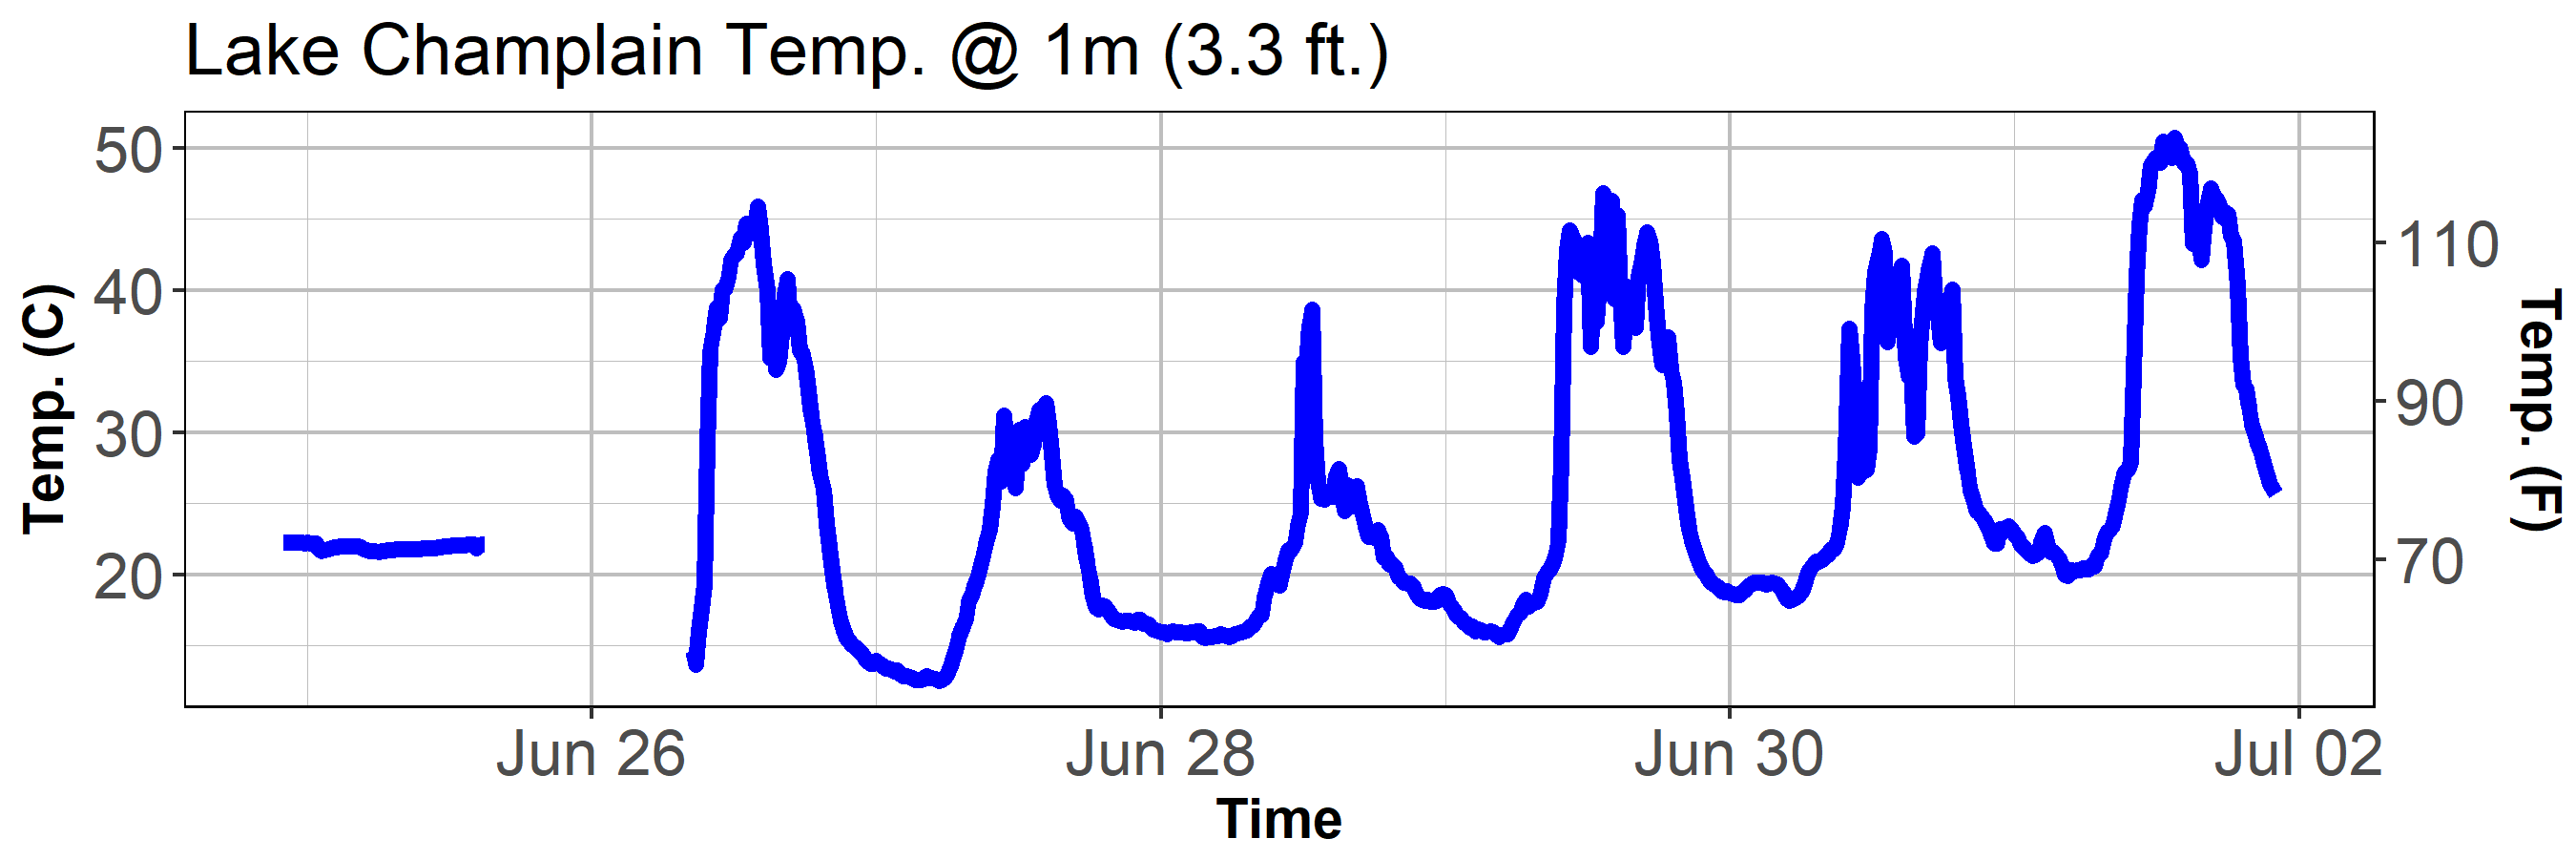 Lake Champlain Temp. @ 1m (3.3 ft.)
Temp. (C)
50
40
30
20
110
90
70
Temp. (F)
Jun 26
Jun 28
Jun 30
Jul 02
Time